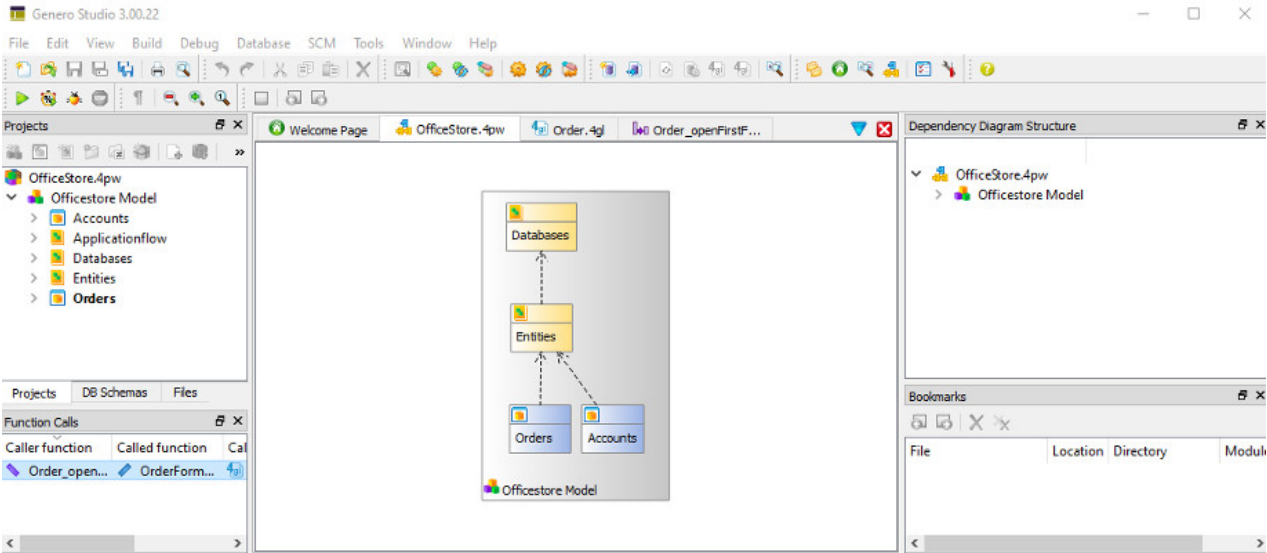 Genero Studio 3.00.22
File Edit View Build Debug Database SCM Tools Window Help
Projects
Welcome Page OfficeStore.4pw Order.4gl Order_openFirstF...
Dependency Diagram Structure
OfficeStore.4pw
Officestore Model
Accounts
Applicationflow
Databases
Entities
Orders
Projects DB Schemas Files
Function Calls
Caller function Called function Cal
Order_open... OrderForm...
Databases
Entities
Orders Accounts
Officestore Model
OfficeStore.4pw
Officestore Model
Bookmarks
File Location Directory Module